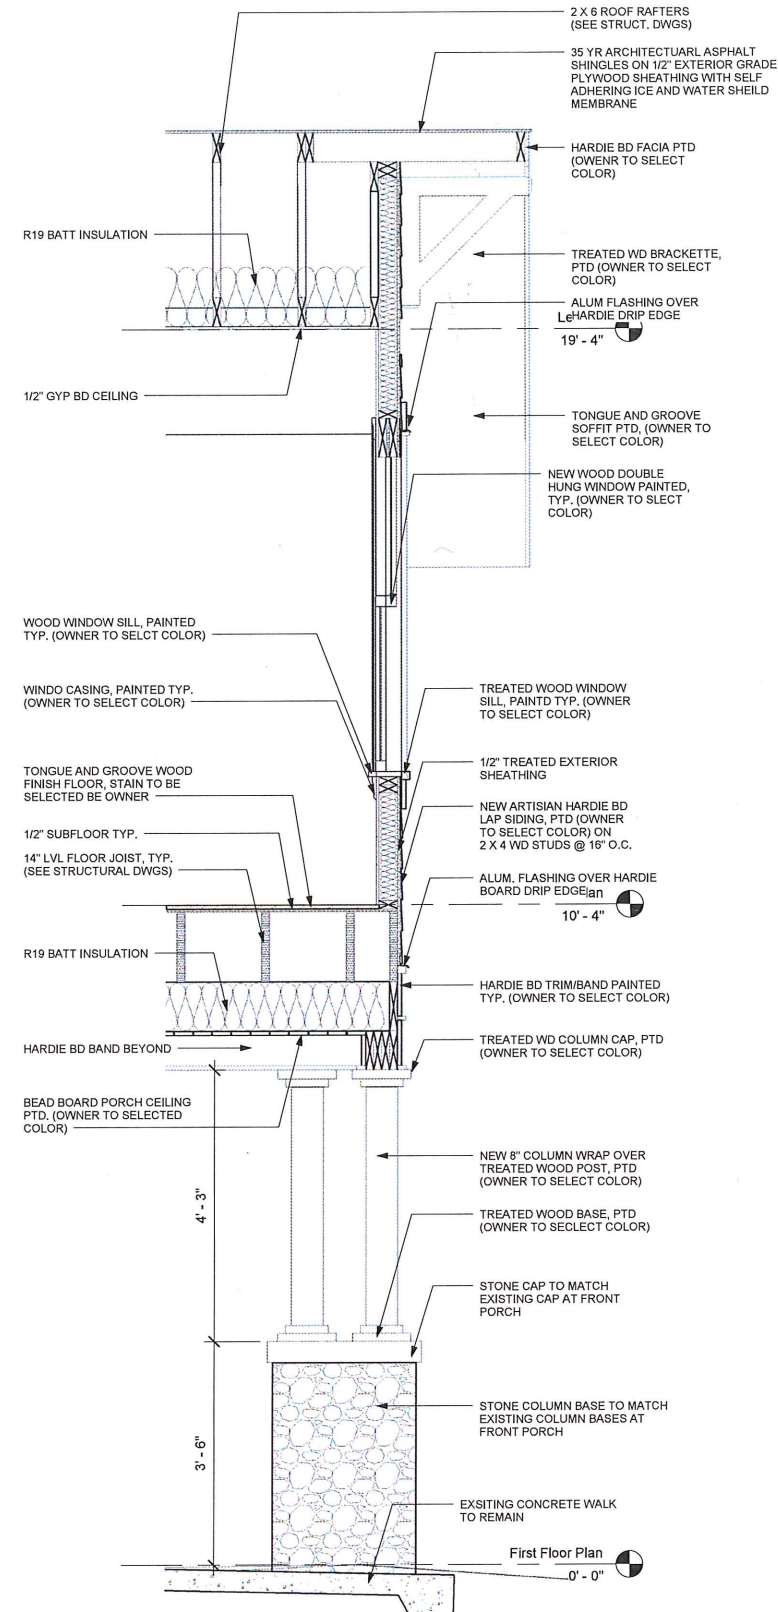 2 X 6 ROOF RAFTERS
(SEE STRUCT. DWGS)
35 YR ARCHITECTUARL ASPHALT
SHINGLES ON 1/2" EXTERIOR GRADE
PLYWOOD SHEATHING WITH SELF
ADHERING ICE AND WATER SHEILD
MEMBRANE
HARDIE BD FACIA PTD
(OWENR TO SELECT
COLOR)
R19 BATT INSULATION
TREATED WD BRACKETTE,
PTD (OWNER TO SELECT
COLOR)
ALUM FLASHING OVER
HARDIE DRIP EDGE
19' - 4"
1/2" GYP BD CEILING
TONGUE AND GROOVE
SOFFIT PTD, (OWNER TO
SELECT COLOR)
NEW WOOD DOUBLE
HUNG WINDOW PAINTED,
TYP. (OWNER TO SLECT
COLOR)
WOOD WINDOW SILL, PAINTED
TYP. (OWNER TO SELCT COLOR)
WINDO CASING, PAINTED TYP.
(OWNER TO SELECT COLOR)
TREATED WOOD WINDOW
SILL, PAINTD TYP. (OWNER
TO SELECT COLOR)
1/2" TREATED EXTERIOR
SHEATHING
TONGUE AND GROOVE WOOD
FINISH FLOOR, STAIN TO BE
SELECTED BE OWNER
NEW ARTISIAN HARDIE BD
LAP SIDING, PTD (OWNER
TO SELECT COLOR) ON
2 X 4 WD STUDS @ 16" O.C.
1/2" SUBFLOOR TYP.
14" LVL FLOOR JOIST, TYP.
(SEE STRUCTURAL DWGS)
ALUM. FLASHING OVER HARDIE
BOARD DRIP EDGE
10' - 4"
R19 BATT INSULATION
HARDIE BD TRIM/BAND PAINTED
TYP. (OWNER TO SELECT COLOR)
HARDIE BD BAND BEYOND
TREATED WD COLUMN CAP, PTD
(OWNER TO SELECT COLOR)
BEAD BOARD PORCH CEILING
PTD. (OWNER TO SELECTED
COLOR)
NEW 8" COLUMN WRAP OVER
TREATED WOOD POST, PTD
(OWNER TO SELECT COLOR)
4' - 3"
TREATED WOOD BASE, PTD
(OWNER TO SECLECT COLOR)
STONE CAP TO MATCH
EXISTING CAP AT FRONT
PORCH
STONE COLUMN BASE TO MATCH
EXISTING COLUMN BASES AT
FRONT PORCH
3' - 6"
EXSITING CONCRETE WALK
TO REMAIN
First Floor Plan
0' - 0"